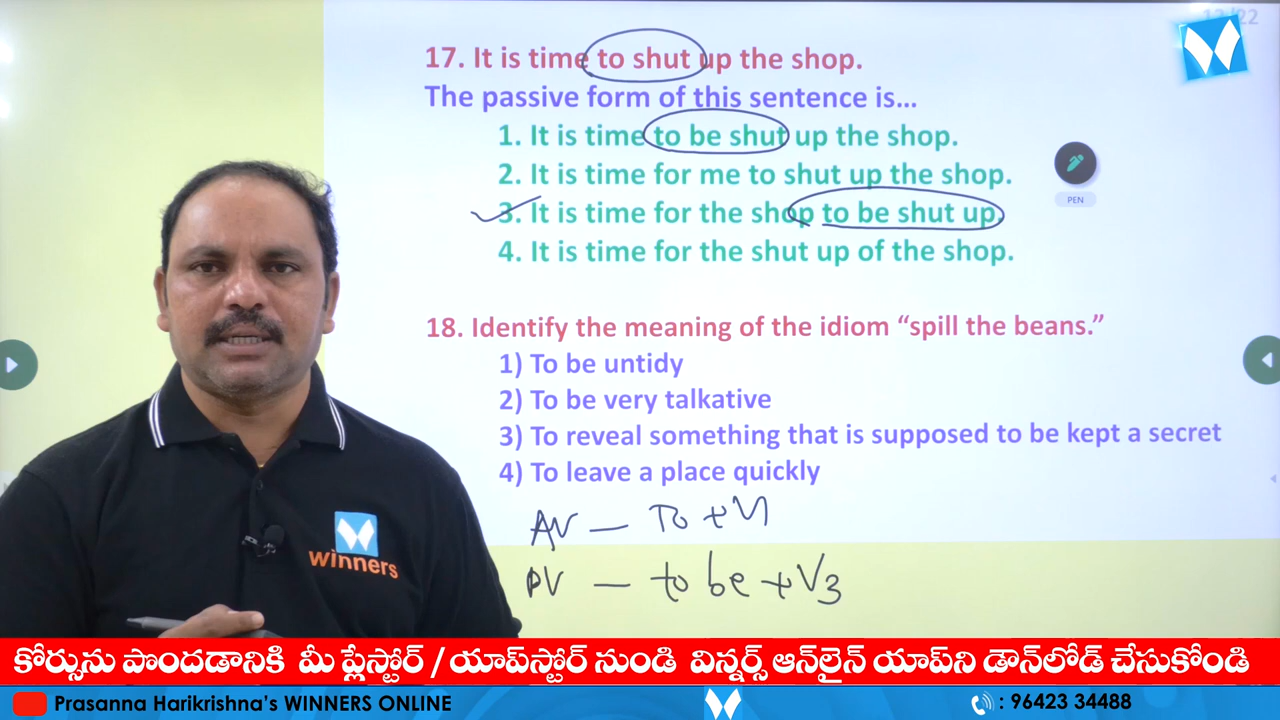 12/22
17. It is time to shut up the shop.
The passive form of this sentence is...
1. It is time to be shut up the shop.
2. It is time for me to shut up the shop.
3. It is time for the shop to be shut up.
4. It is time for the shut up of the shop.
PEN
18. Identify the meaning of the idiom “spill the beans.”
1) To be untidy
2) To be very talkative
3) To reveal something that is supposed to be kept a secret
4) To leave a place quickly
AV — To + V1
PV — to be + V3
winners
కోర్సును పొందడానికి మీ ప్లేస్టోర్ / యాప్‌స్టోర్ నుండి విన్నర్స్ ఆన్‌లైన్ యాప్‌ని డౌన్‌లోడ్ చేసుకోండి
Prasanna Harikrishna's WINNERS ONLINE
: 96423 34488